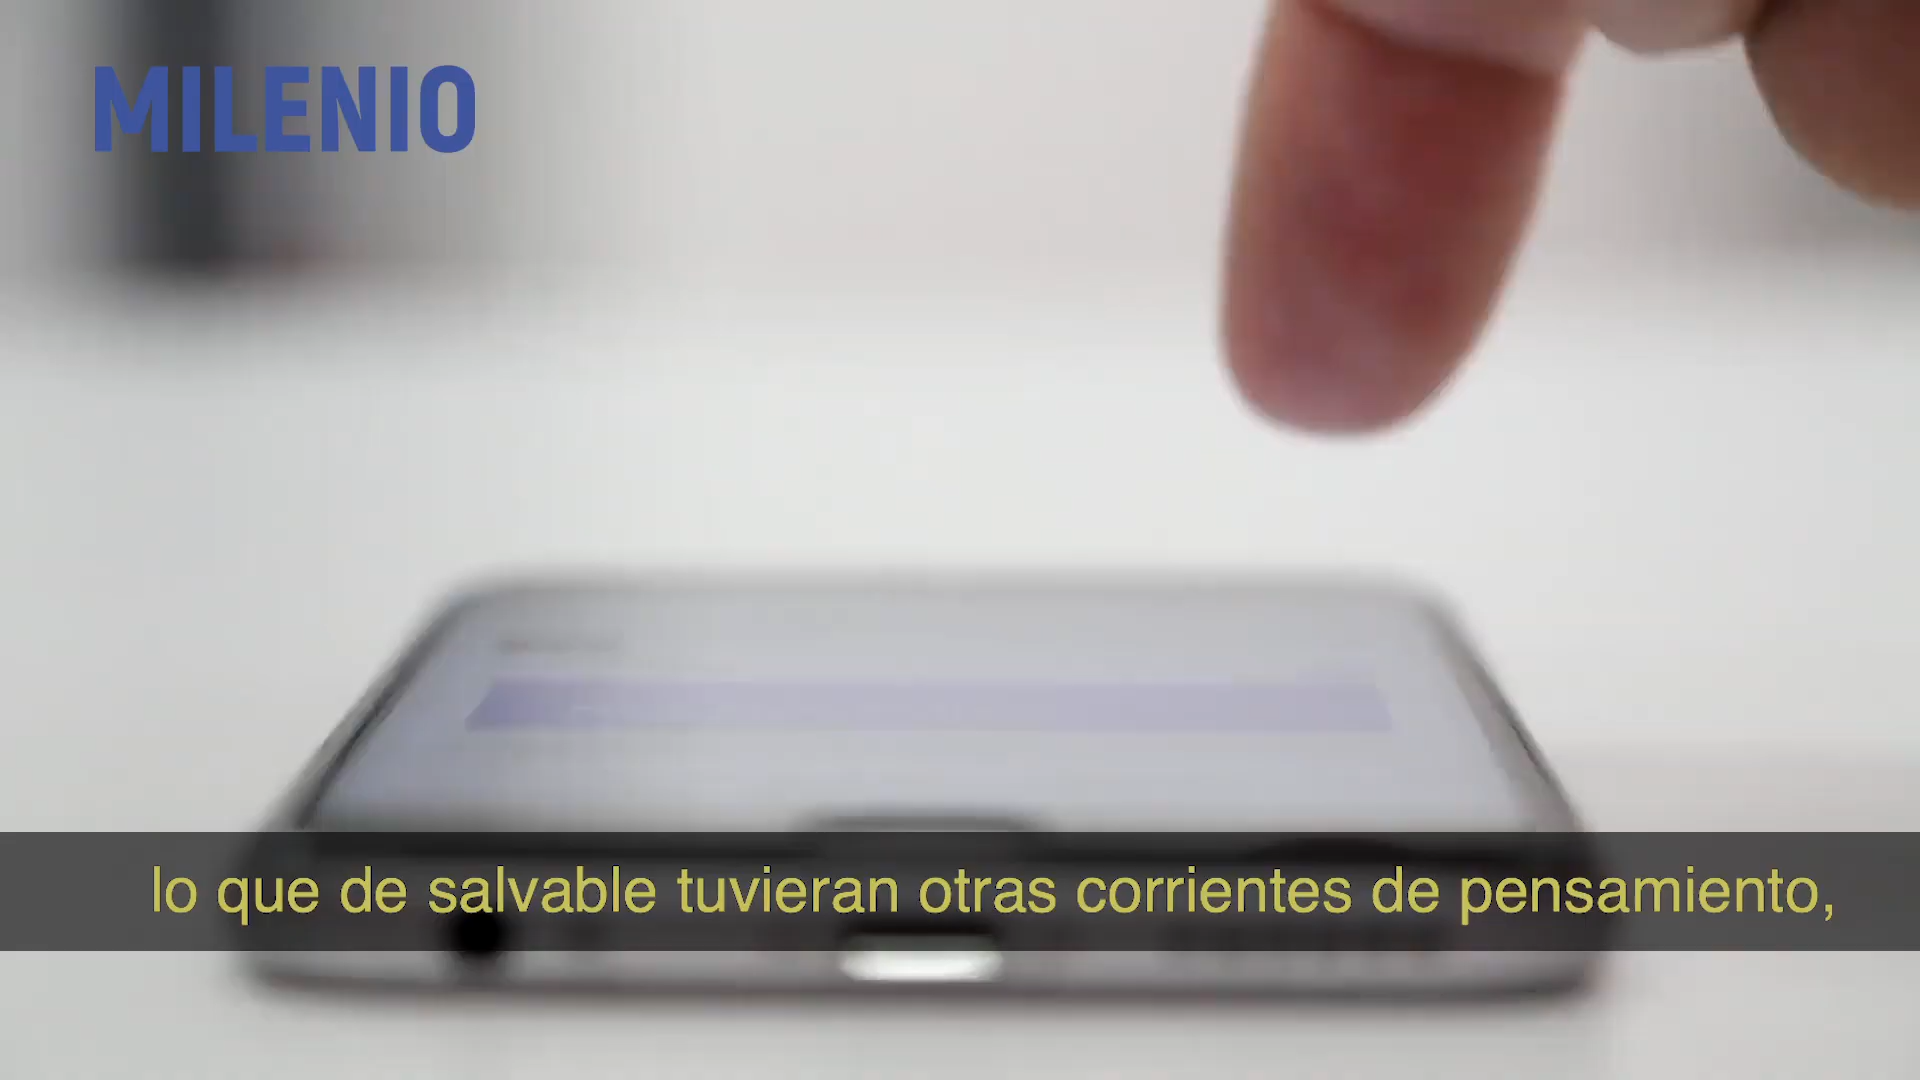 MILENIO
lo que de salvable tuvieran otras corrientes de pensamiento,